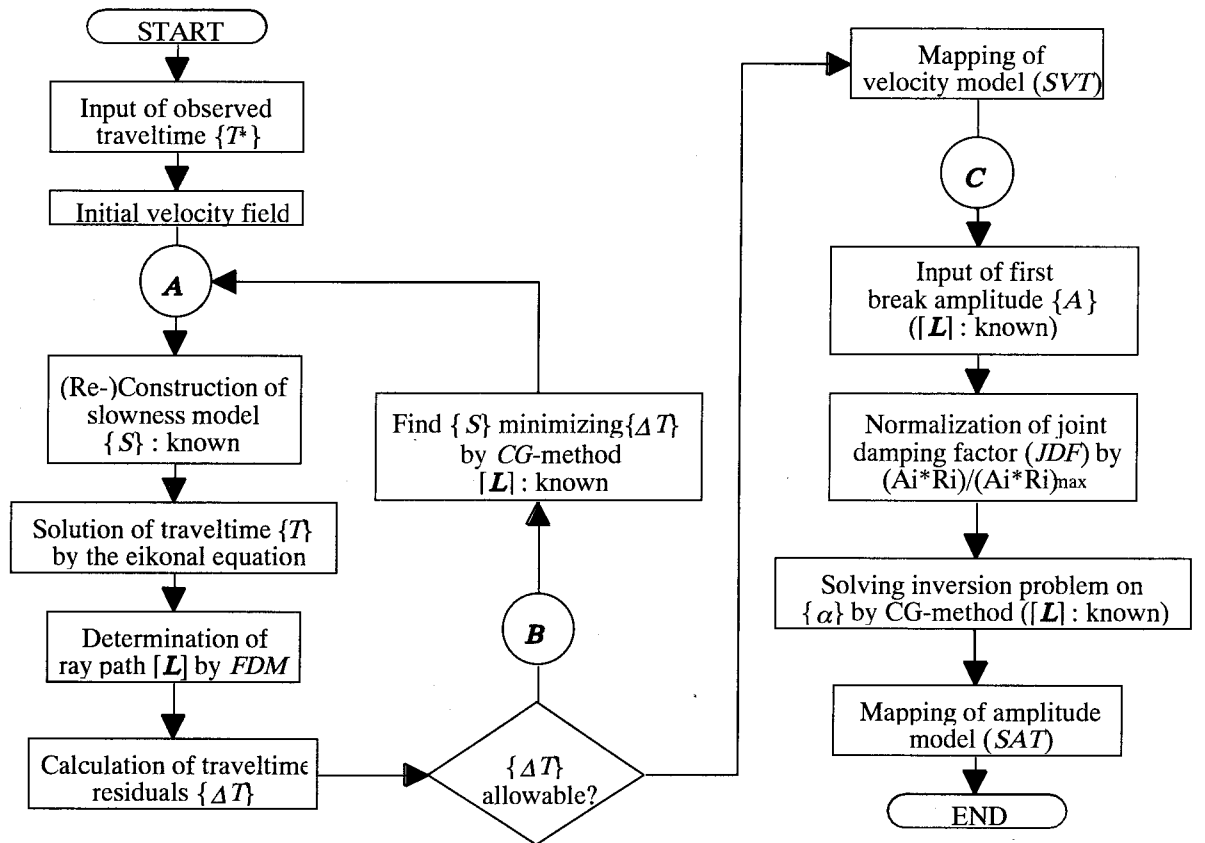 START
Input of observed
traveltime {T*}
Initial velocity field
A
(Re-)Construction of
slowness model
{S} : known
Solution of traveltime {T}
by the eikonal equation
Determination of
ray path ⌈L⌉ by FDM
Calculation of traveltime
residuals {ΔT}
{ΔT}
allowable?
B
Find {S} minimizing{ΔT}
by CG-method
⌈L⌉ : known
Mapping of
velocity model (SVT)
C
Input of first
break amplitude {A}
(⌈L⌉ : known)
Normalization of joint
damping factor (JDF) by
(Ai*Ri)/(Ai*Ri)max
Solving inversion problem on
{α} by CG-method (⌈L⌉ : known)
Mapping of amplitude
model (SAT)
END